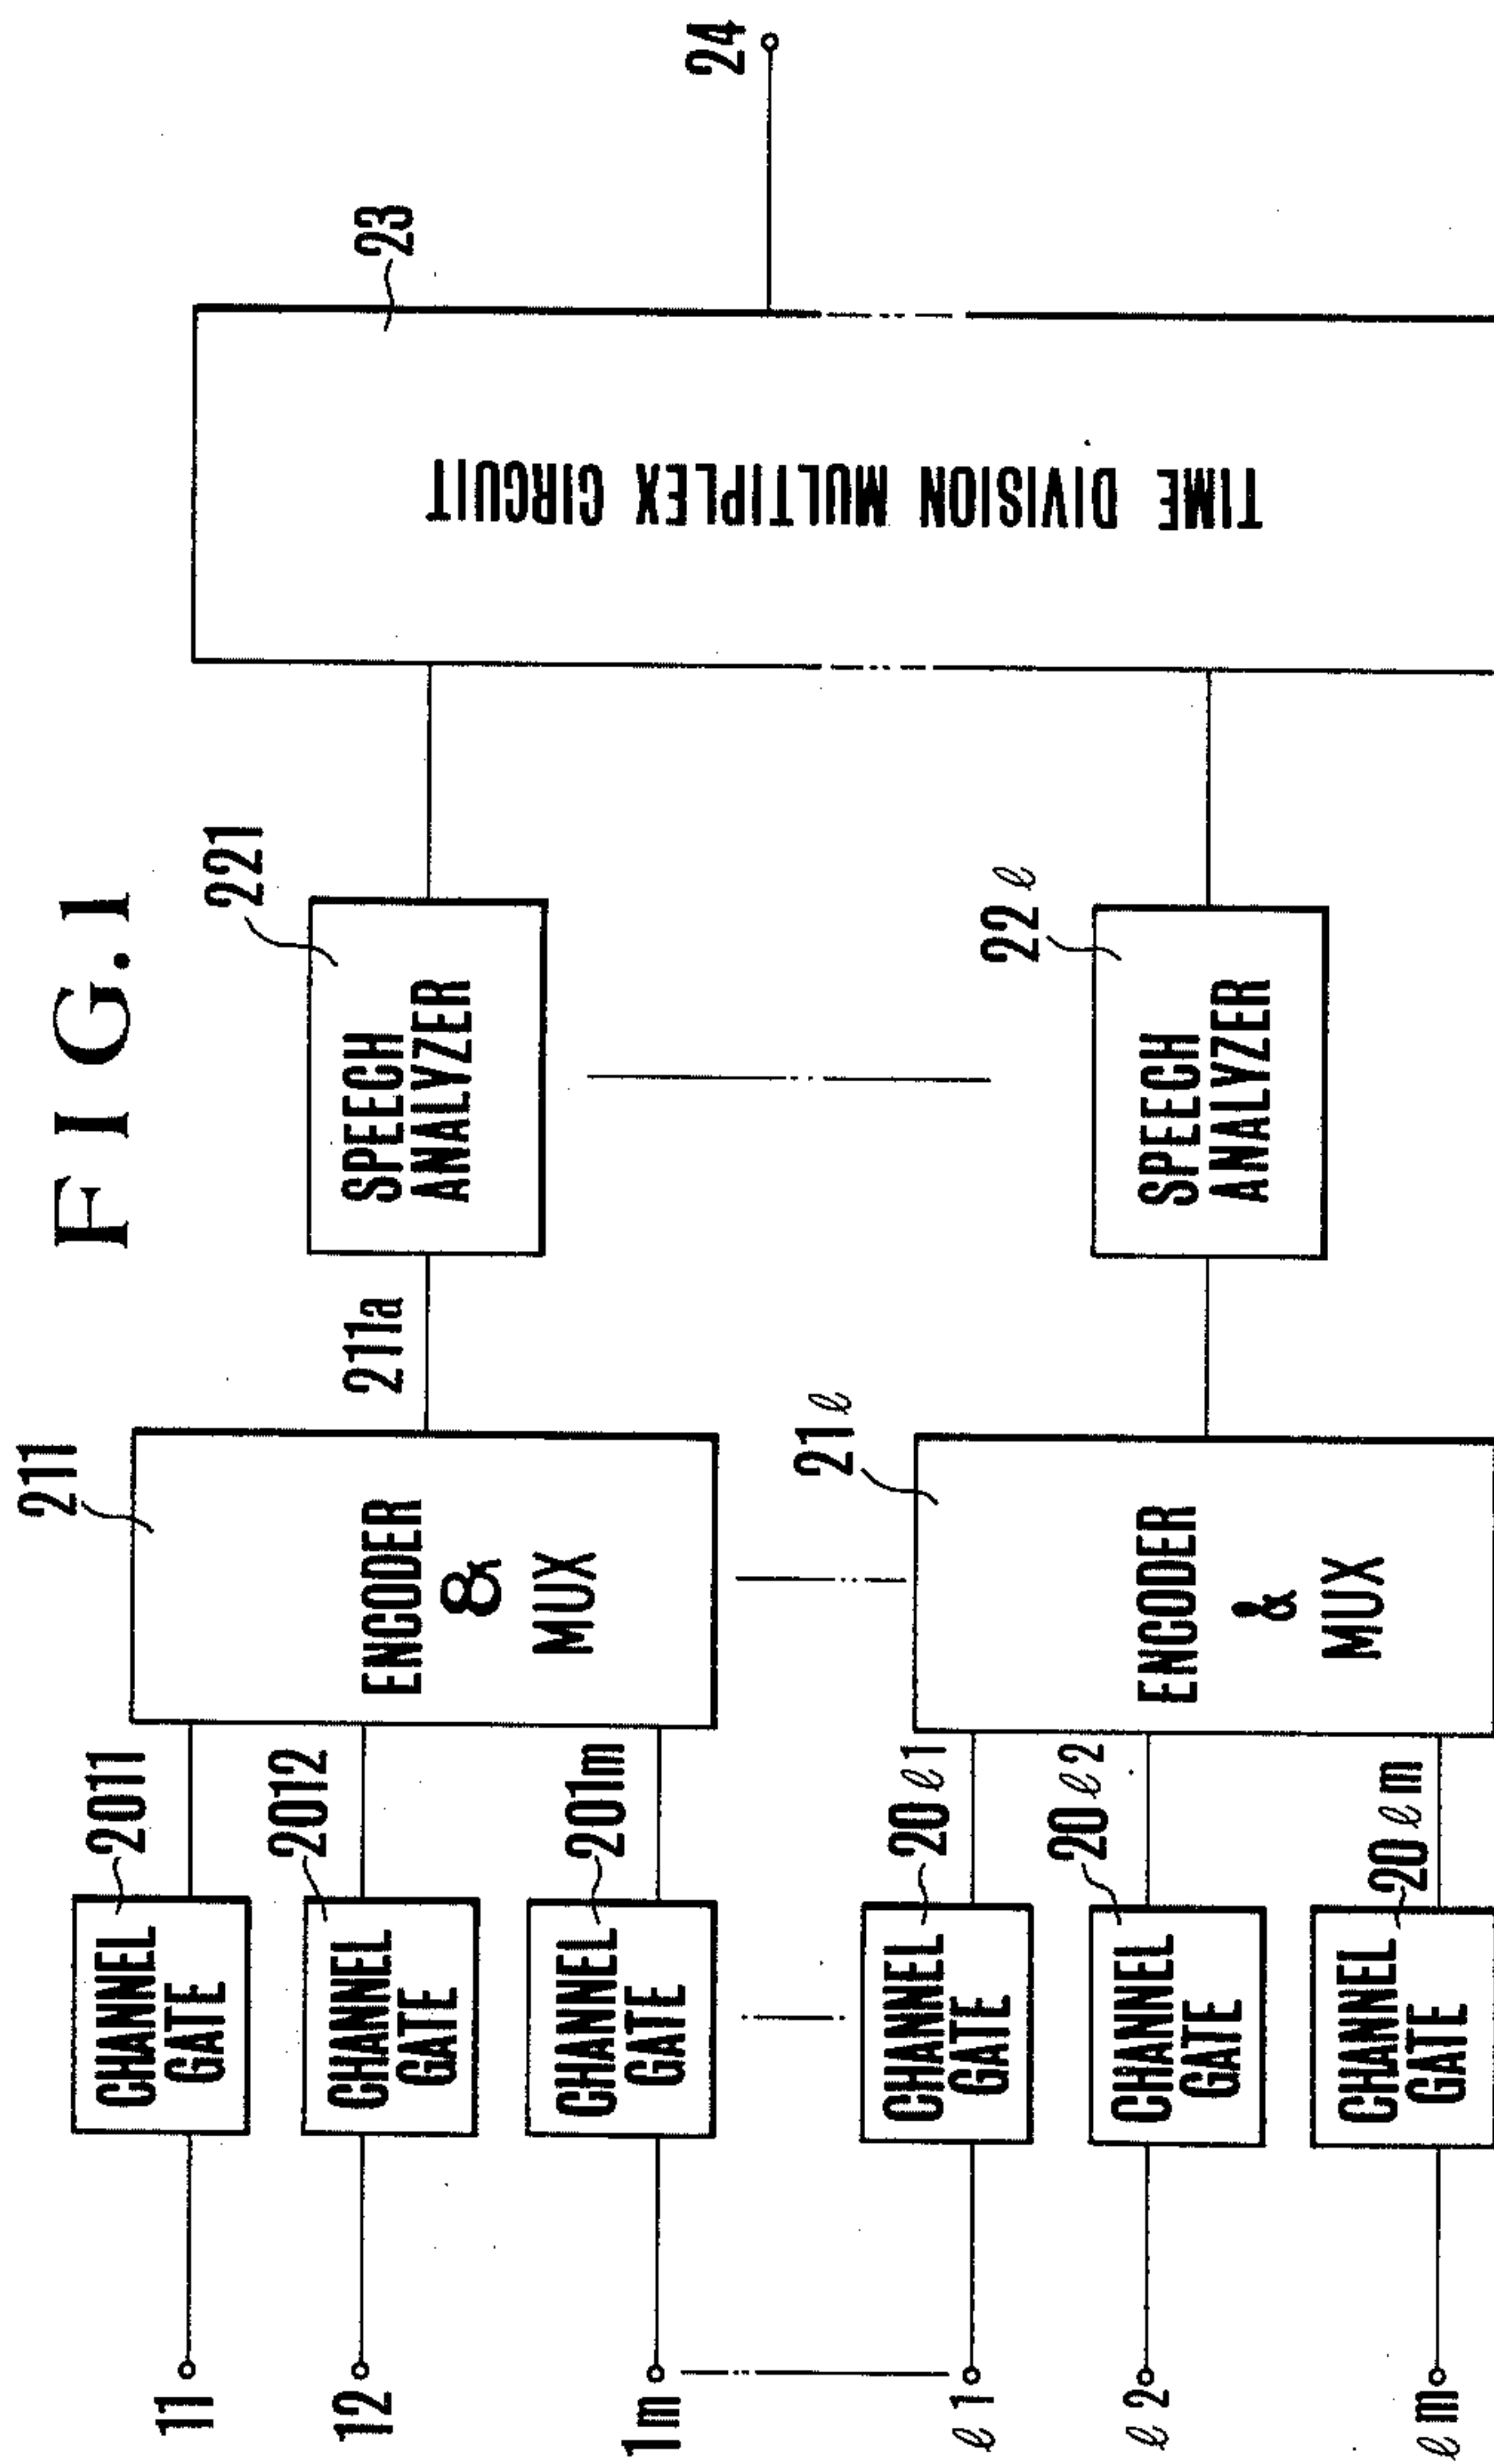 FIG.1
11
12
1m
ℓ1
ℓ2
ℓm
CHANNEL
GATE
2011
CHANNEL
GATE
2012
CHANNEL
GATE
201m
CHANNEL
GATE
20ℓ1
CHANNEL
GATE
20ℓ2
CHANNEL
GATE
20ℓm
211
ENCODER
&
MUX
211a
21ℓ
ENCODER
&
MUX
221
SPEECH
ANALYZER
22ℓ
SPEECH
ANALYZER
23
TIME DIVISION MULTIPLEX CIRCUIT
24